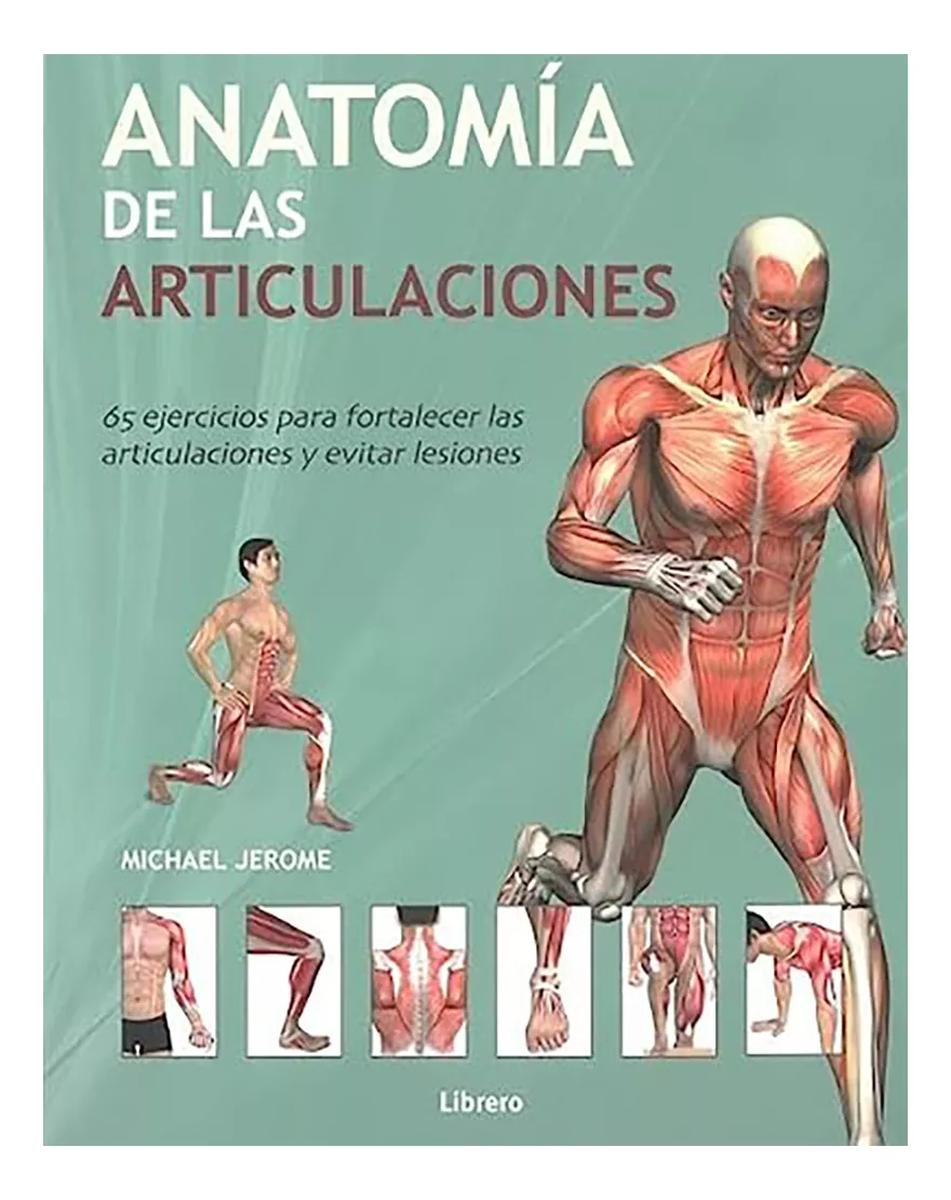 ANATOMÍA
DE LAS
ARTICULACIONES
65 ejercicios para fortalecer las
articulaciones y evitar lesiones
MICHAEL JEROME
Librero